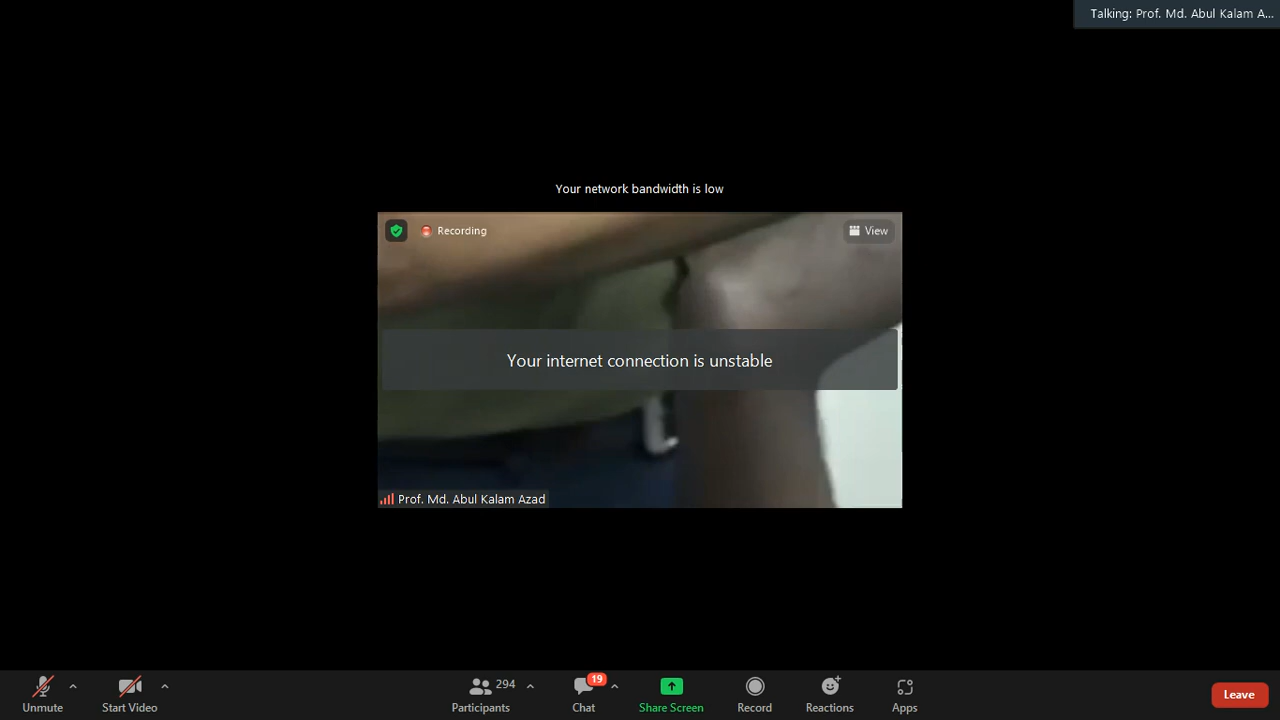 Talking: Prof. Md. Abul Kalam A...
Your network bandwidth is low
Recording
View
Your internet connection is unstable
Prof. Md. Abul Kalam Azad
294
19
Unmute
Start Video
Participants
Chat
Share Screen
Record
Reactions
Apps
Leave